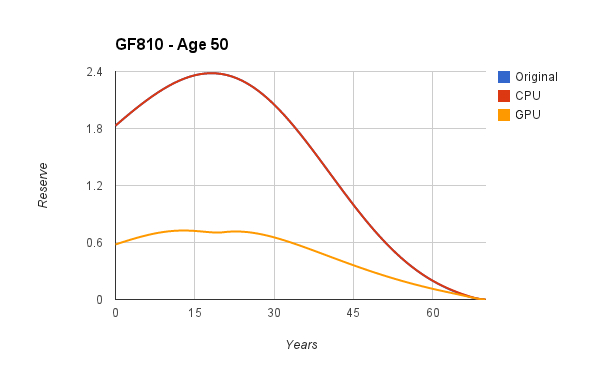 GF810 - Age 50
Original
CPU
GPU
Reserve
2.4
1.8
1.2
0.6
0
0 15 30 45 60
Years